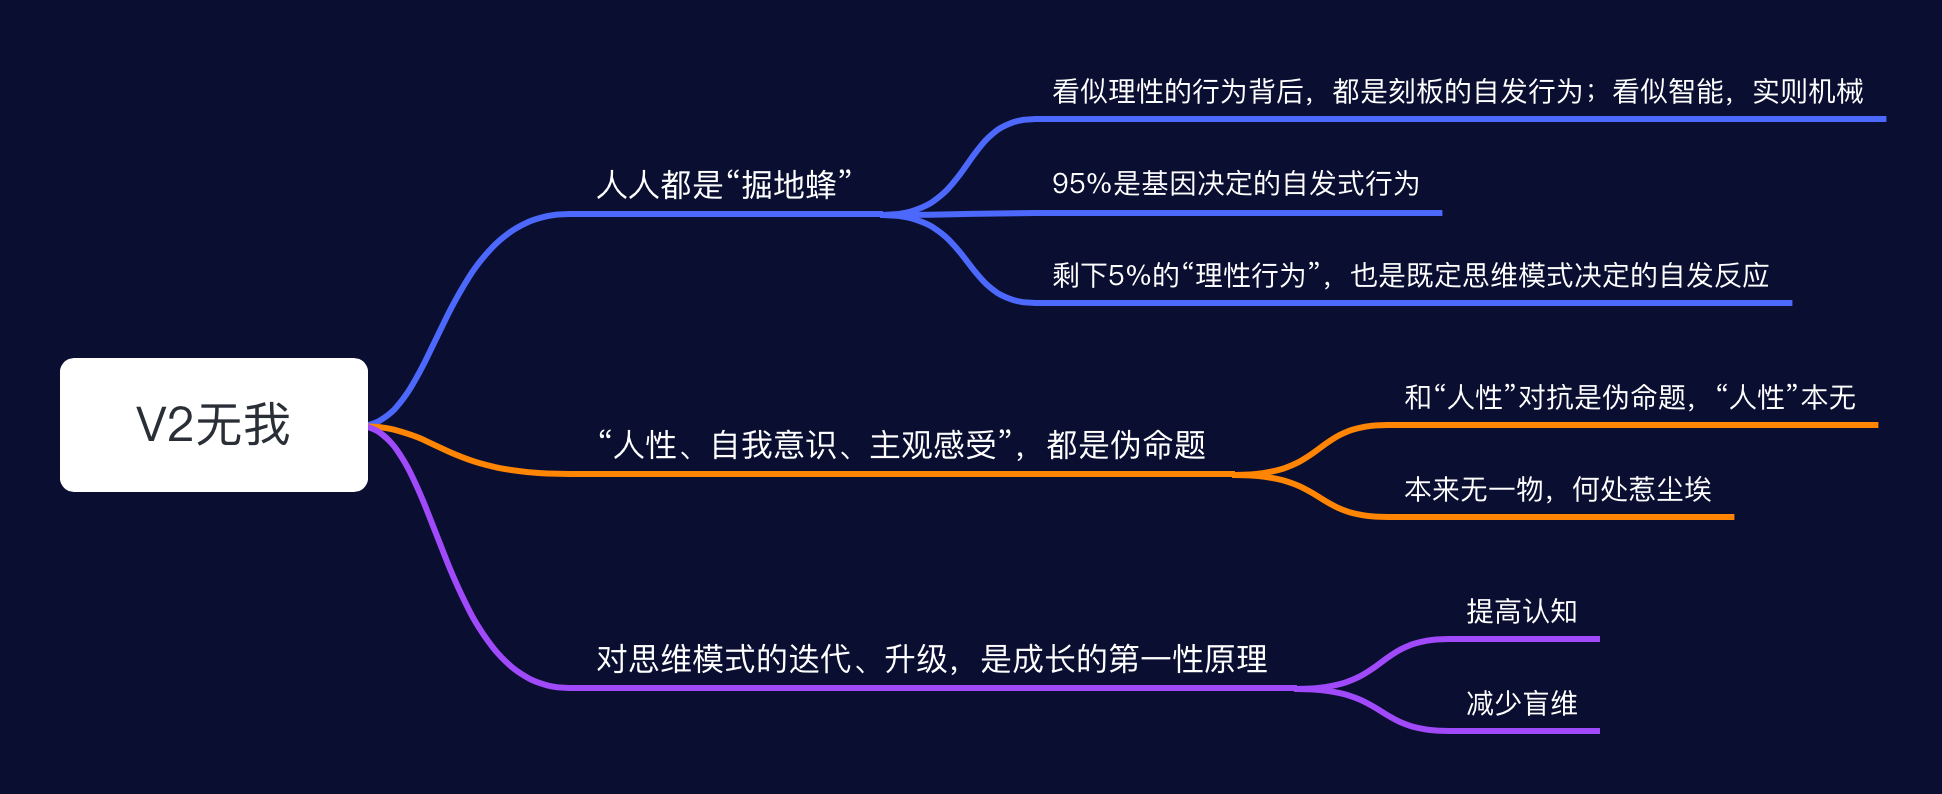 V2无我
人人都是“掘地蜂”
看似理性的行为背后，都是刻板的自发行为；看似智能，实则机械
95%是基因决定的自发式行为
剩下5%的“理性行为”，也是既定思维模式决定的自发反应
“人性、自我意识、主观感受”，都是伪命题
和“人性”对抗是伪命题，“人性”本无
本来无一物，何处惹尘埃
对思维模式的迭代、升级，是成长的第一性原理
提高认知
减少盲维